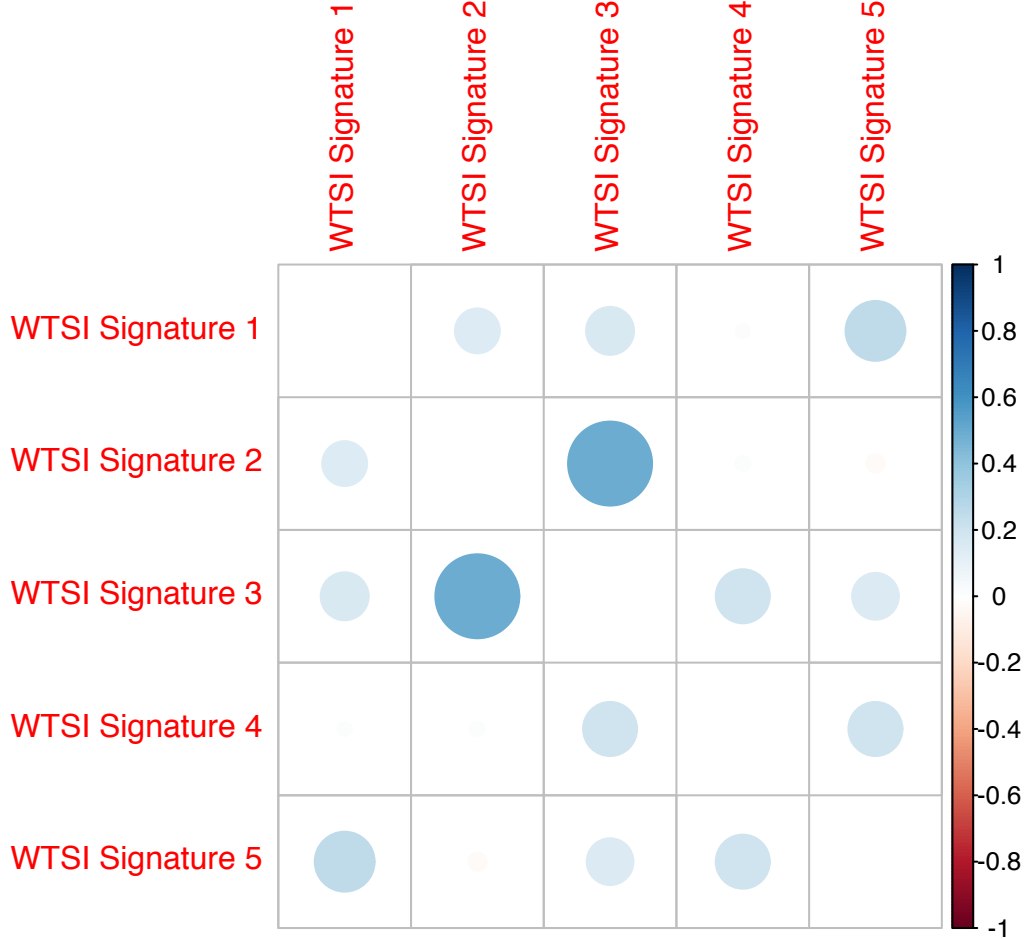 WTSI Signature 1
WTSI Signature 2
WTSI Signature 3
WTSI Signature 4
WTSI Signature 5
WTSI Signature 1
WTSI Signature 2
WTSI Signature 3
WTSI Signature 4
WTSI Signature 5
1
0.8
0.6
0.4
0.2
0
-0.2
-0.4
-0.6
-0.8
-1